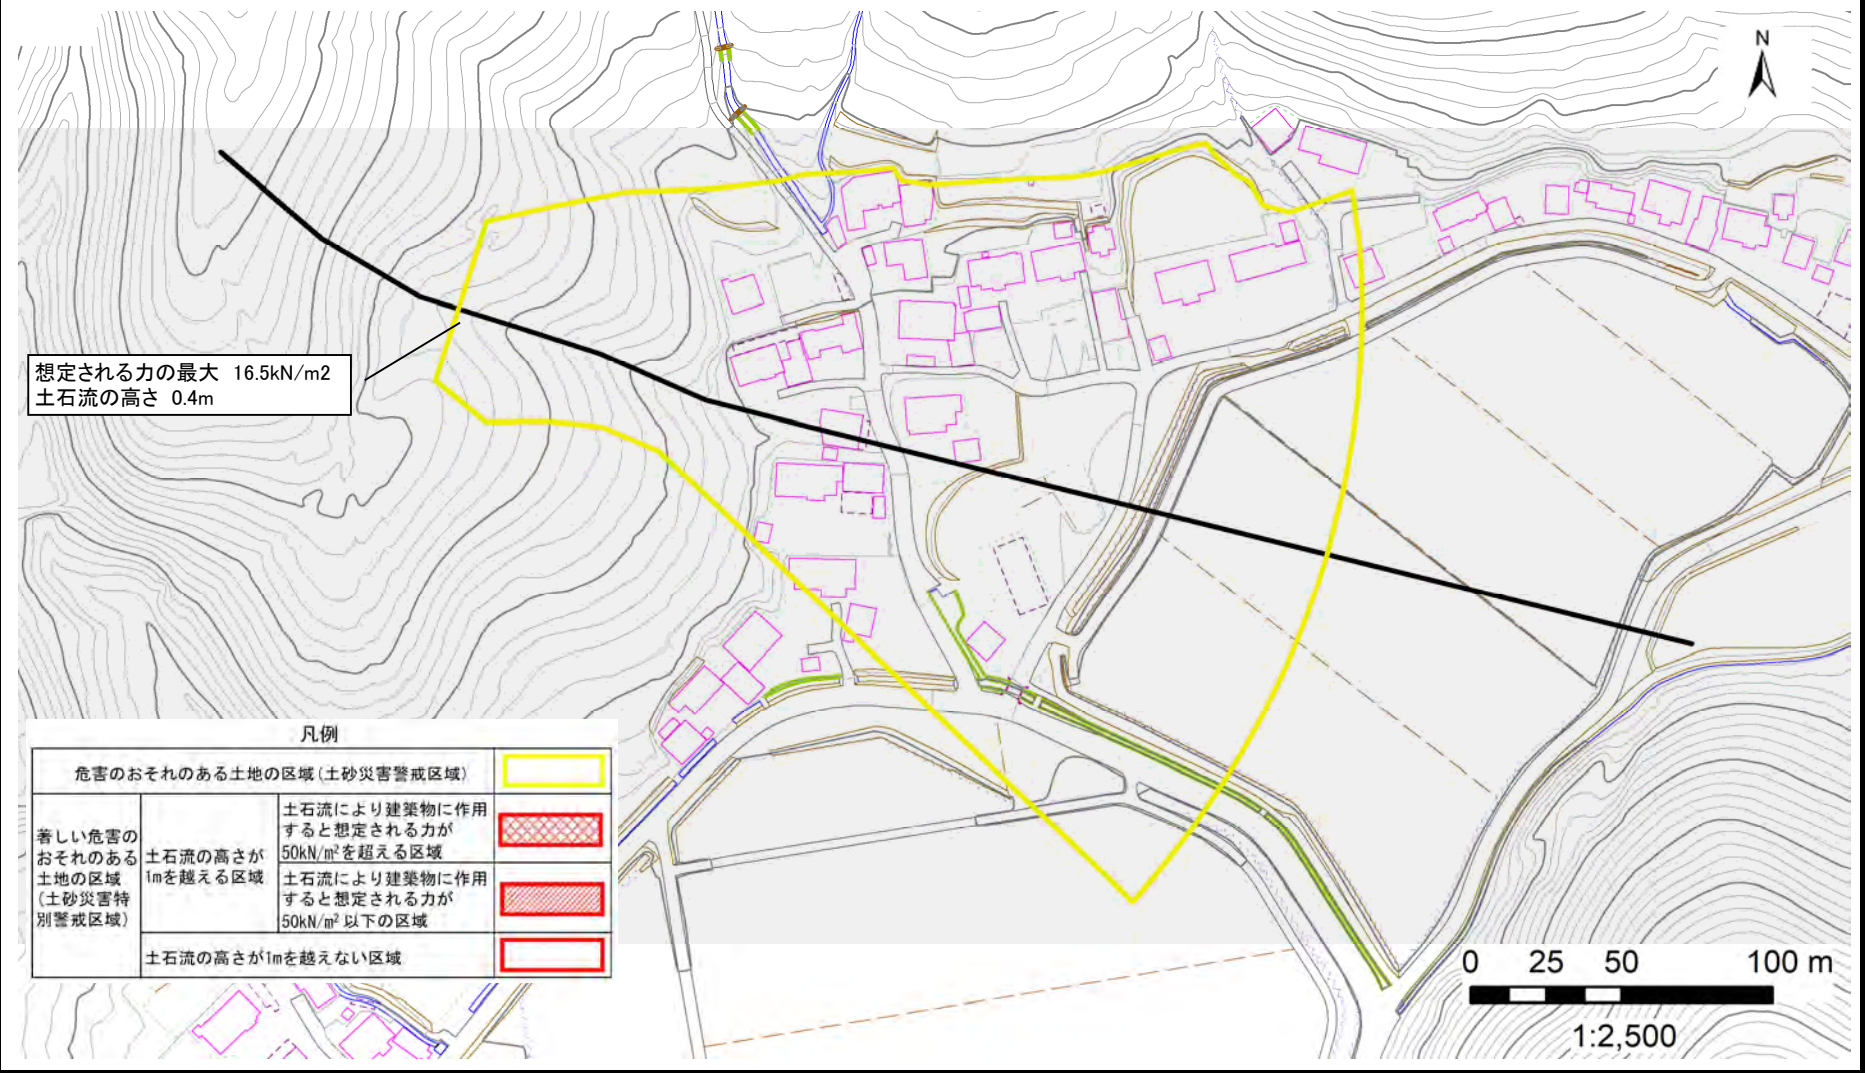 N
想定される力の最大 16.5kN/m2
土石流の高さ 0.4m
凡例
危害のおそれのある土地の区域(土砂災害警戒区域)
著しい危害の
おそれのある
土地の区域
(土砂災害特
別警戒区域)
土石流の高さが
1mを越える区域
土石流により建築物に作用
すると想定される力が
50kN/㎡を超える区域
土石流により建築物に作用
すると想定される力が
50kN/㎡以下の区域
土石流の高さが1mを越えない区域
0 25 50 100 m
1:2,500